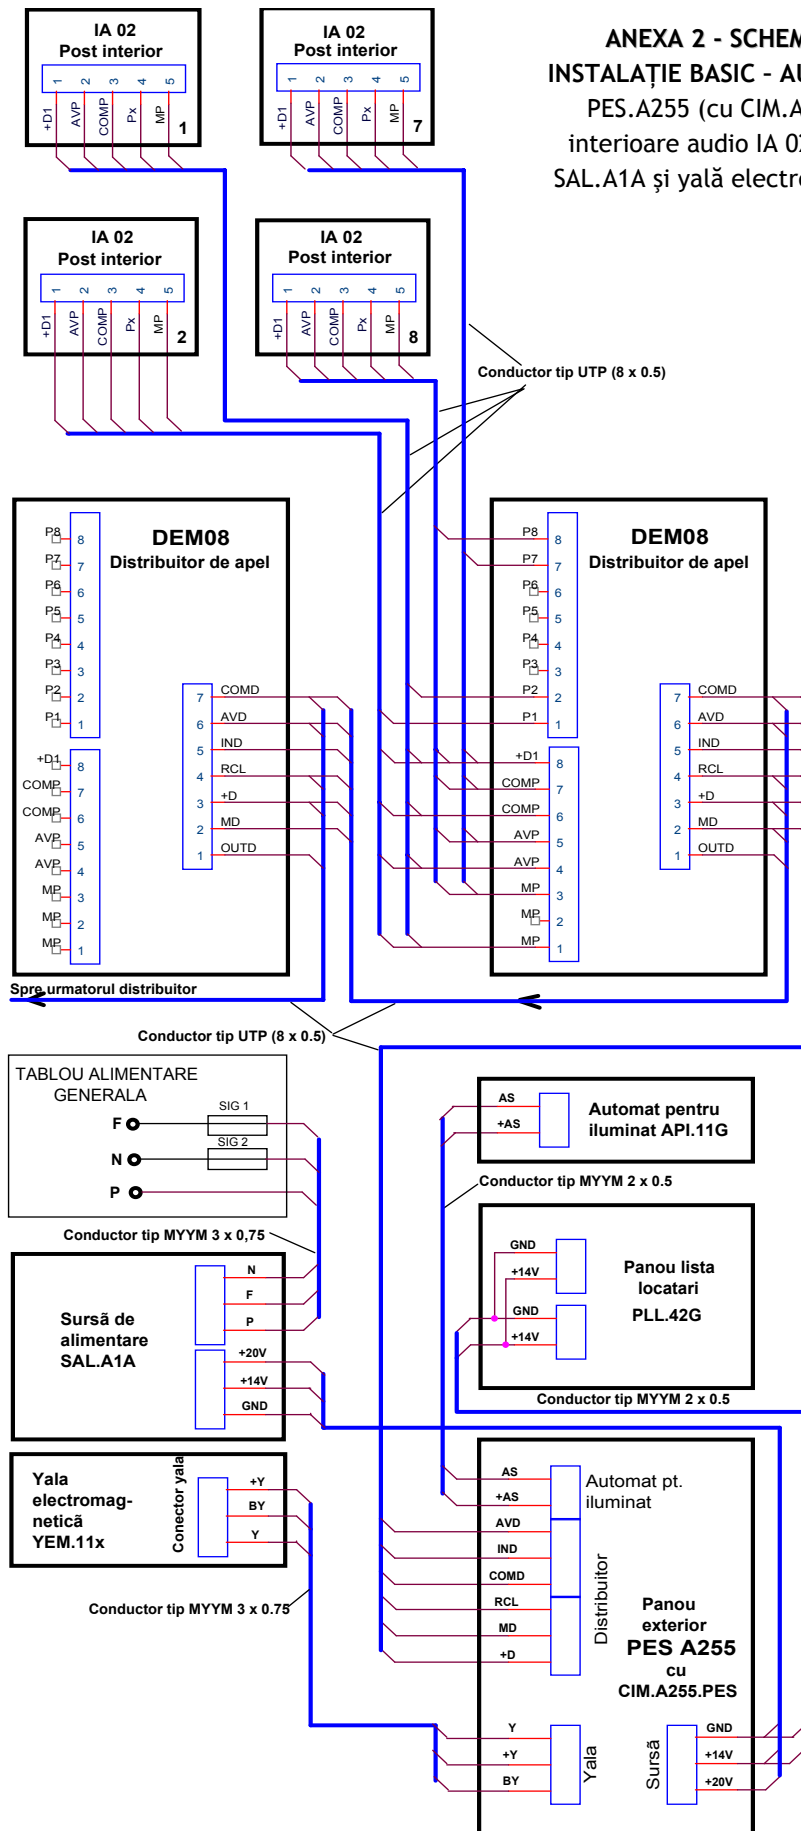 ANEXA 2 - SCHEM
INSTALAȚIE BASIC - AU
PES.A255 (cu CIM.A
interioare audio IA 02
SAL.A1A și yală electro
IA 02
Post interior
1 2 3 4 5
+D1 AVP COMP Px MP
1
IA 02
Post interior
1 2 3 4 5
+D1 AVP COMP Px MP
7
IA 02
Post interior
1 2 3 4 5
+D1 AVP COMP Px MP
2
IA 02
Post interior
1 2 3 4 5
+D1 AVP COMP Px MP
8
Conductor tip UTP (8 x 0.5)
DEM08
Distribuitor de apel
P8 8
P7 7
P6 6
P5 5
P4 4
P3 3
P2 2
P1 1
+D1 8
COMP 7
COMP 6
AVP 5
AVP 4
MP 3
MP 2
MP 1
7 COMD
6 AVD
5 IND
4 RCL
3 +D
2 MD
1 OUTD
DEM08
Distribuitor de apel
P8 8
P7 7
P6 6
P5 5
P4 4
P3 3
P2 2
P1 1
+D1 8
COMP 7
COMP 6
AVP 5
AVP 4
MP 3
MP 2
MP 1
7 COMD
6 AVD
5 IND
4 RCL
3 +D
2 MD
1 OUTD
Spre urmatorul distribuitor
Conductor tip UTP (8 x 0.5)
TABLOU ALIMENTARE
GENERALA
F SIG 1
N SIG 2
P
Conductor tip MYYM 3 x 0,75
AS
+AS
Automat pentru
iluminat API.11G
Conductor tip MYYM 2 x 0.5
GND
+14V
GND
+14V
Panou lista
locatari
PLL.42G
Conductor tip MYYM 2 x 0.5
Sursă de
alimentare
SAL.A1A
N
F
P
+20V
+14V
GND
Yala
electromag-
netică
YEM.11x
Conector yala
+Y
BY
Y
Conductor tip MYYM 3 x 0.75
AS
+AS
Automat pt.
iluminat
AVD
IND
COMD
RCL
MD
+D
Distribuitor
Panou
exterior
PES A255
cu
CIM.A255.PES
Y
+Y
BY
Yala
Sursă
GND
+14V
+20V